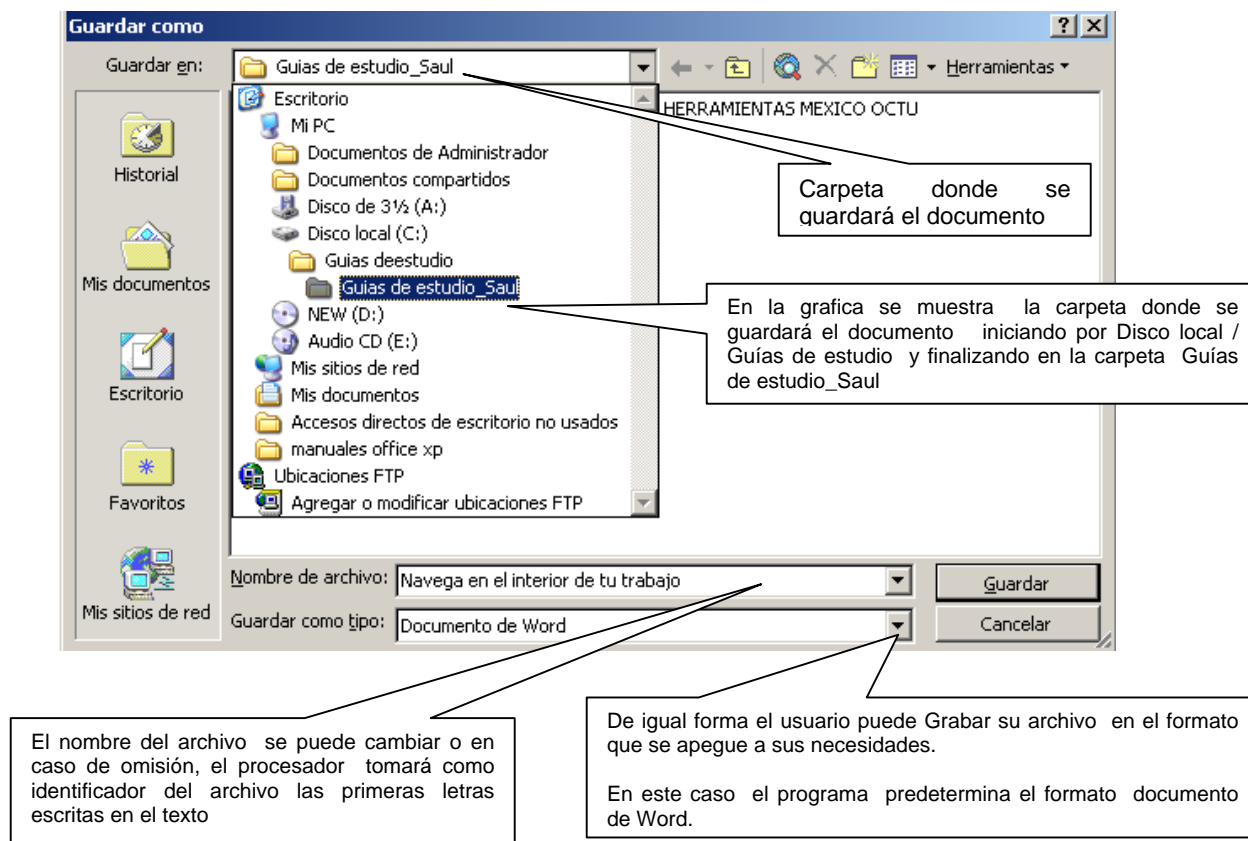 Guardar como
Guardar en:
Guias de estudio_Saul
Herramientas
Historial
Mis documentos
Escritorio
Favoritos
Mis sitios de red
Escritorio
Mi PC
Documentos de Administrador
Documentos compartidos
Disco de 3½ (A:)
Disco local (C:)
Guias deestudio
Guias de estudio_Saul
NEW (D:)
Audio CD (E:)
Mis sitios de red
Mis documentos
Accesos directos de escritorio no usados
manuales office xp
Ubicaciones FTP
Agregar o modificar ubicaciones FTP
HERRAMIENTAS MEXICO OCTU
Carpeta donde se
guardará el documento
En la grafica se muestra la carpeta donde se
guardará el documento iniciando por Disco local /
Guías de estudio y finalizando en la carpeta Guías
de estudio_Saul
Nombre de archivo:
Navega en el interior de tu trabajo
Guardar
Guardar como tipo:
Documento de Word
Cancelar
El nombre del archivo se puede cambiar o en
caso de omisión, el procesador tomará como
identificador del archivo las primeras letras
escritas en el texto
De igual forma el usuario puede Grabar su archivo en el formato
que se apegue a sus necesidades.
En este caso el programa predetermina el formato documento
de Word.